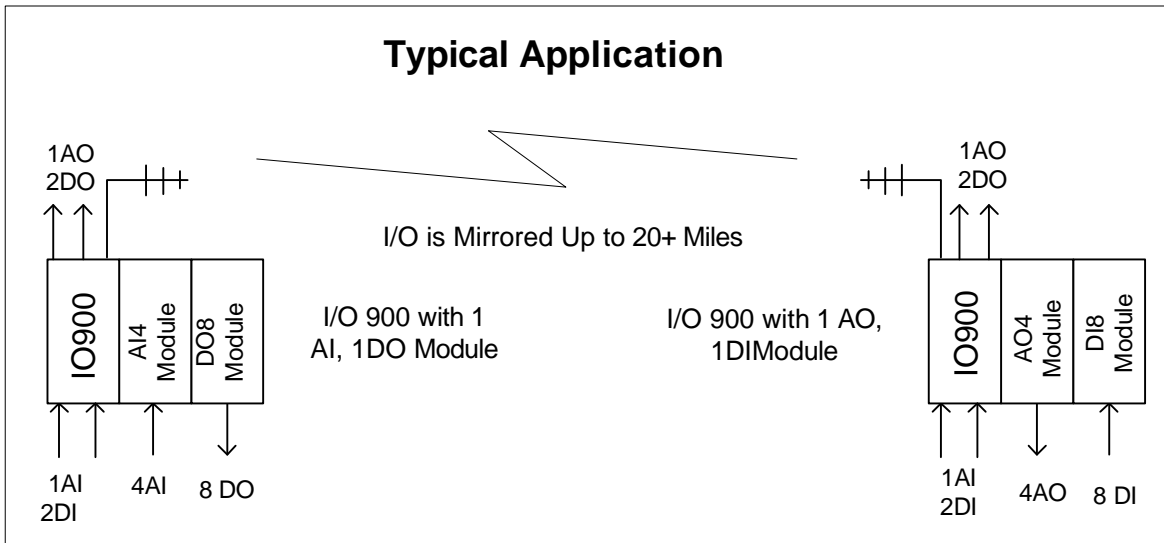 Typical Application
1AO
2DO
1AO
2DO
I/O is Mirrored Up to 20+ Miles
IO900
AI4
Module
DO8
Module
I/O 900 with 1
AI, 1DO Module
I/O 900 with 1 AO,
1DIModule
IO900
AO4
Module
DI8
Module
1AI
2DI
4AI
8 DO
1AI
2DI
4AO
8 DI